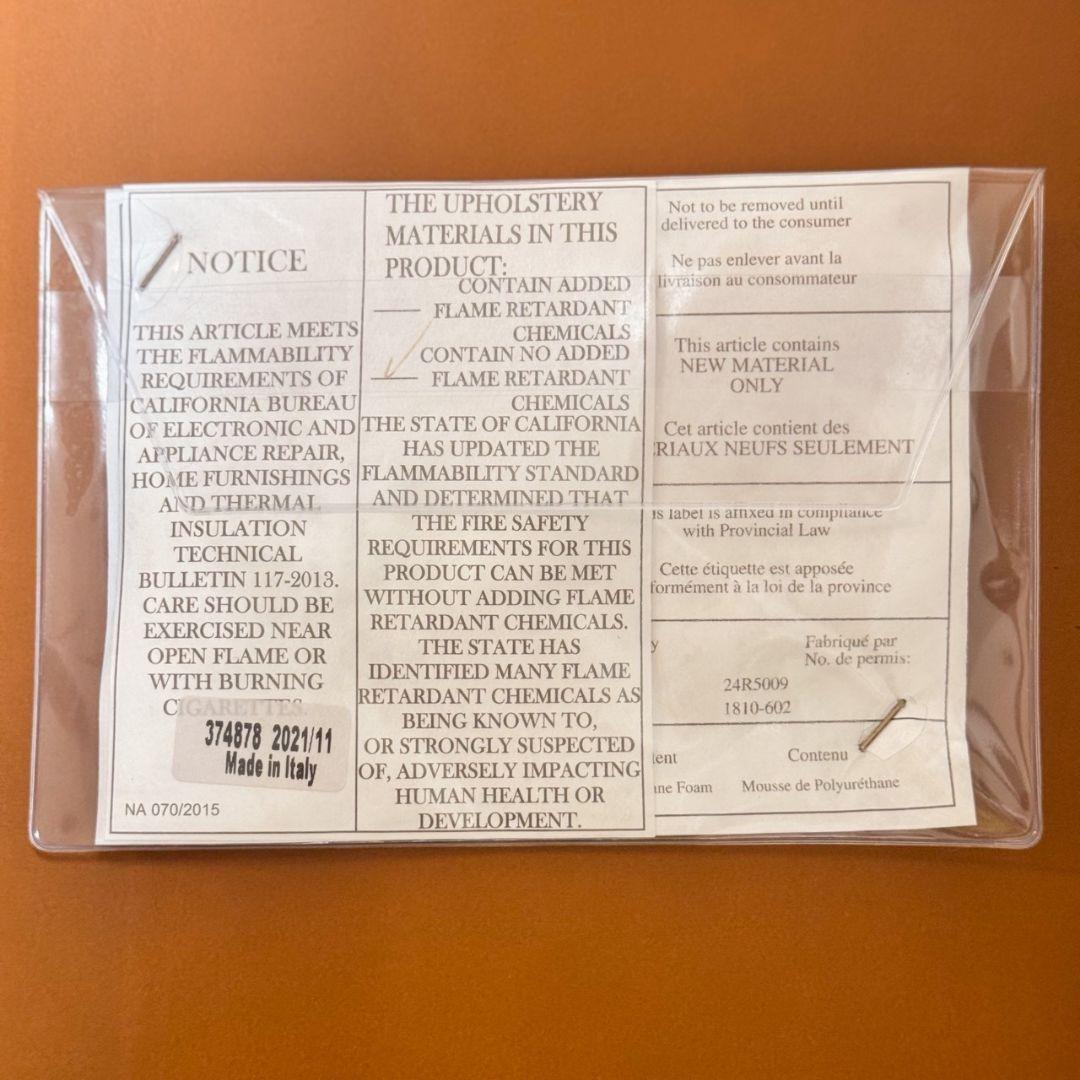 NOTICE
THIS ARTICLE MEETS
THE FLAMMABILITY
REQUIREMENTS OF
CALIFORNIA BUREAU
OF ELECTRONIC AND
APPLIANCE REPAIR,
HOME FURNISHINGS
AND THERMAL
INSULATION
TECHNICAL
BULLETIN 117-2013.
CARE SHOULD BE
EXERCISED NEAR
OPEN FLAME OR
WITH BURNING
CIGARETTES.
374878 2021/11
Made in Italy
NA 070/2015
THE UPHOLSTERY
MATERIALS IN THIS
PRODUCT:
CONTAIN ADDED
FLAME RETARDANT
CHEMICALS
CONTAIN NO ADDED
FLAME RETARDANT
CHEMICALS
THE STATE OF CALIFORNIA
HAS UPDATED THE
FLAMMABILITY STANDARD
AND DETERMINED THAT
THE FIRE SAFETY
REQUIREMENTS FOR THIS
PRODUCT CAN BE MET
WITHOUT ADDING FLAME
RETARDANT CHEMICALS.
THE STATE HAS
IDENTIFIED MANY FLAME
RETARDANT CHEMICALS AS
BEING KNOWN TO,
OR STRONGLY SUSPECTED
OF, ADVERSELY IMPACTING
HUMAN HEALTH OR
DEVELOPMENT.
Not to be removed until
delivered to the consumer
Ne pas enlever avant la
livraison au consommateur
This article contains
NEW MATERIAL
ONLY
Cet article contient des
NEUFS SEULEMENT
label is affixed in compliance
with Provincial Law
Cette étiquette est apposée
à la loi de la province
Fabriqué par
No. de permis:
24R5009
1810-602
Contenu
Foam Mousse de Polyuréthane